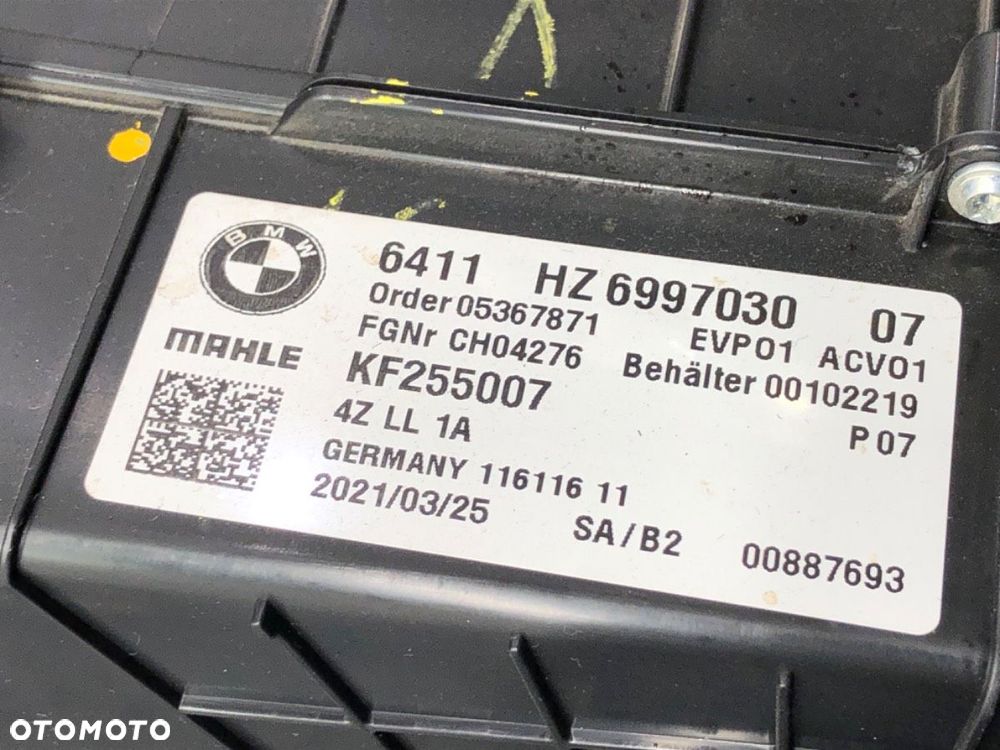 BMW
6411 HZ 6997030 07
Order 05367871 EVP01 ACV01
FGNr CH04276 Behälter 00102219
MAHLE KF255007
4Z LL 1A P 07
GERMANY 116116 11
2021/03/25 SA/B2 00887693
OTOMOTO